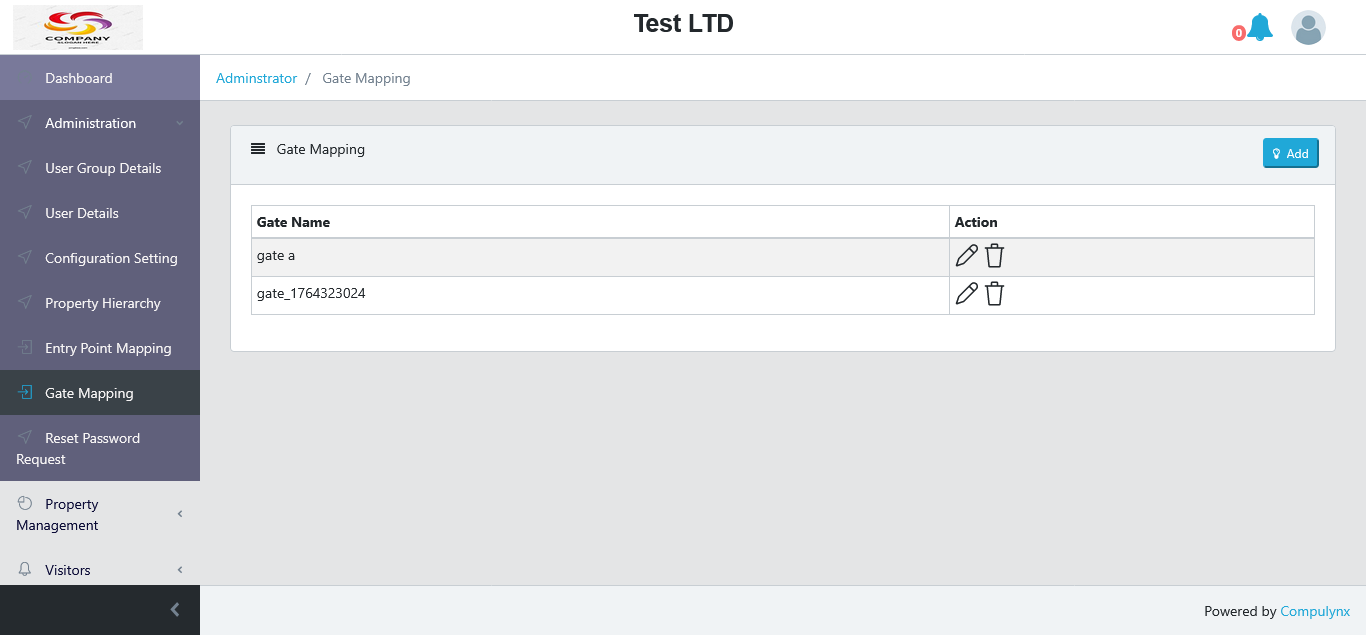 COMPANY
SLOGAN HERE
Test LTD
0
Dashboard
Adminstrator / Gate Mapping
Administration
User Group Details
User Details
Configuration Setting
Property Hierarchy
Entry Point Mapping
Gate Mapping
Reset Password
Request
Property
Management
Visitors
Gate Mapping
Add
Gate Name Action
gate a
gate_1764323024
Powered by Compulynx